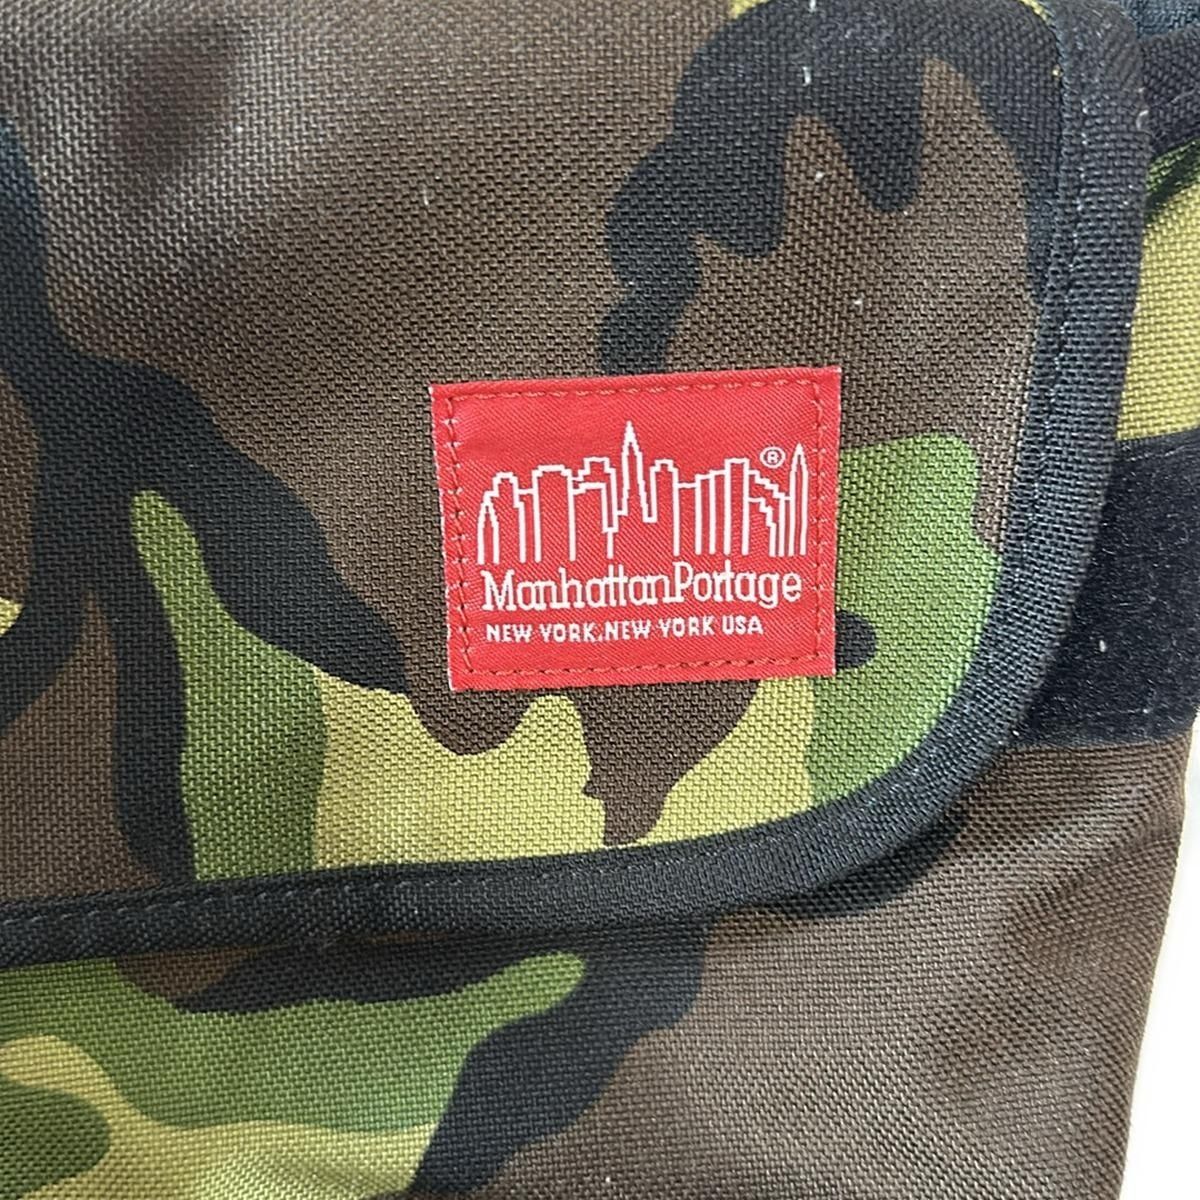 ®
ManhattanPortage
NEW YORK, NEW YORK USA